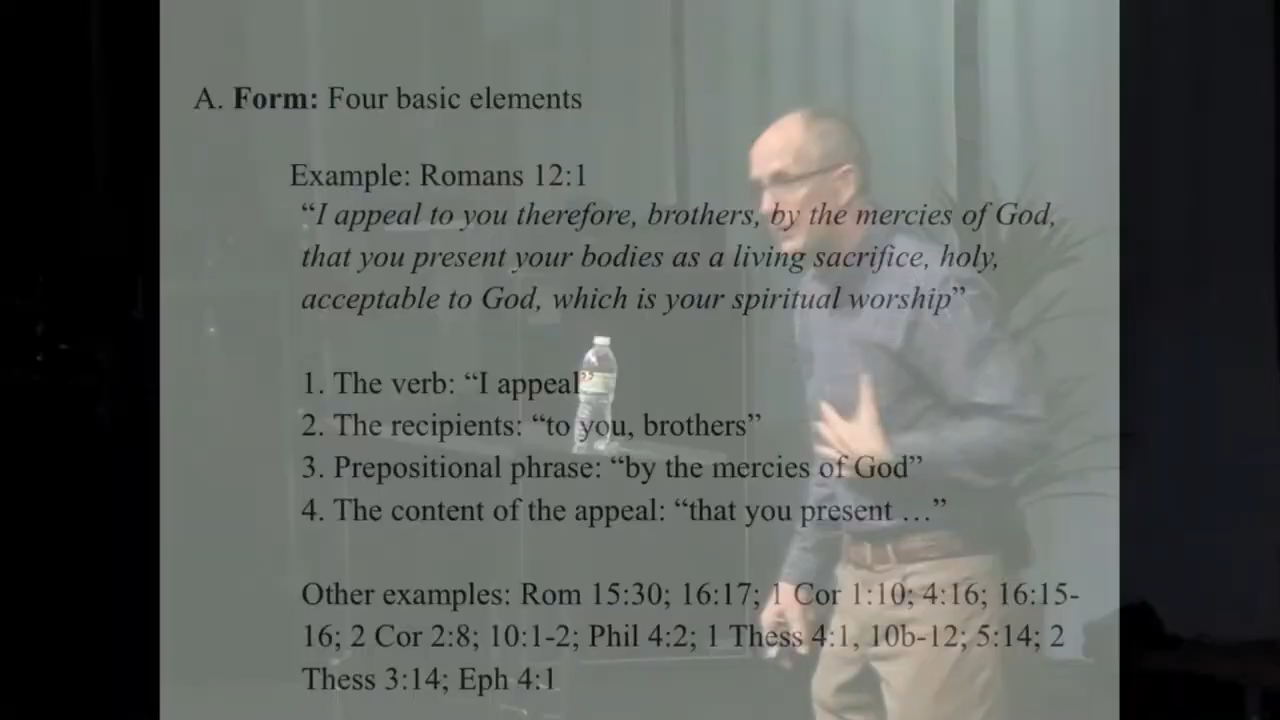 A. Form: Four basic elements
Example: Romans 12:1
“I appeal to you therefore, brothers, by the mercies of God,
that you present your bodies as a living sacrifice, holy,
acceptable to God, which is your spiritual worship”
1. The verb: “I appeal”
2. The recipients: “to you, brothers”
3. Prepositional phrase: “by the mercies of God”
4. The content of the appeal: “that you present …”
Other examples: Rom 15:30; 16:17; 1 Cor 1:10; 4:16; 16:15-
16; 2 Cor 2:8; 10:1-2; Phil 4:2; 1 Thess 4:1, 10b-12; 5:14; 2
Thess 3:14; Eph 4:1